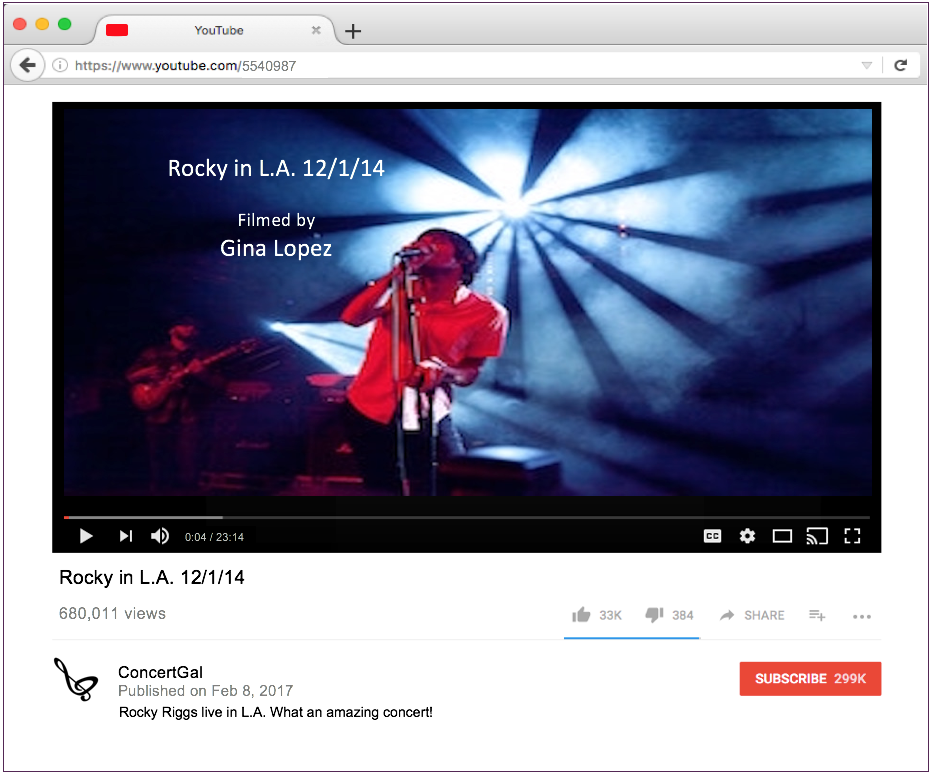 YouTube
https://www.youtube.com/5540987
Rocky in L.A. 12/1/14
Filmed by
Gina Lopez
0:04 / 23:14
CC
Rocky in L.A. 12/1/14
680,011 views
33K 384 SHARE
ConcertGal
Published on Feb 8, 2017
SUBSCRIBE 299K
Rocky Riggs live in L.A. What an amazing concert!